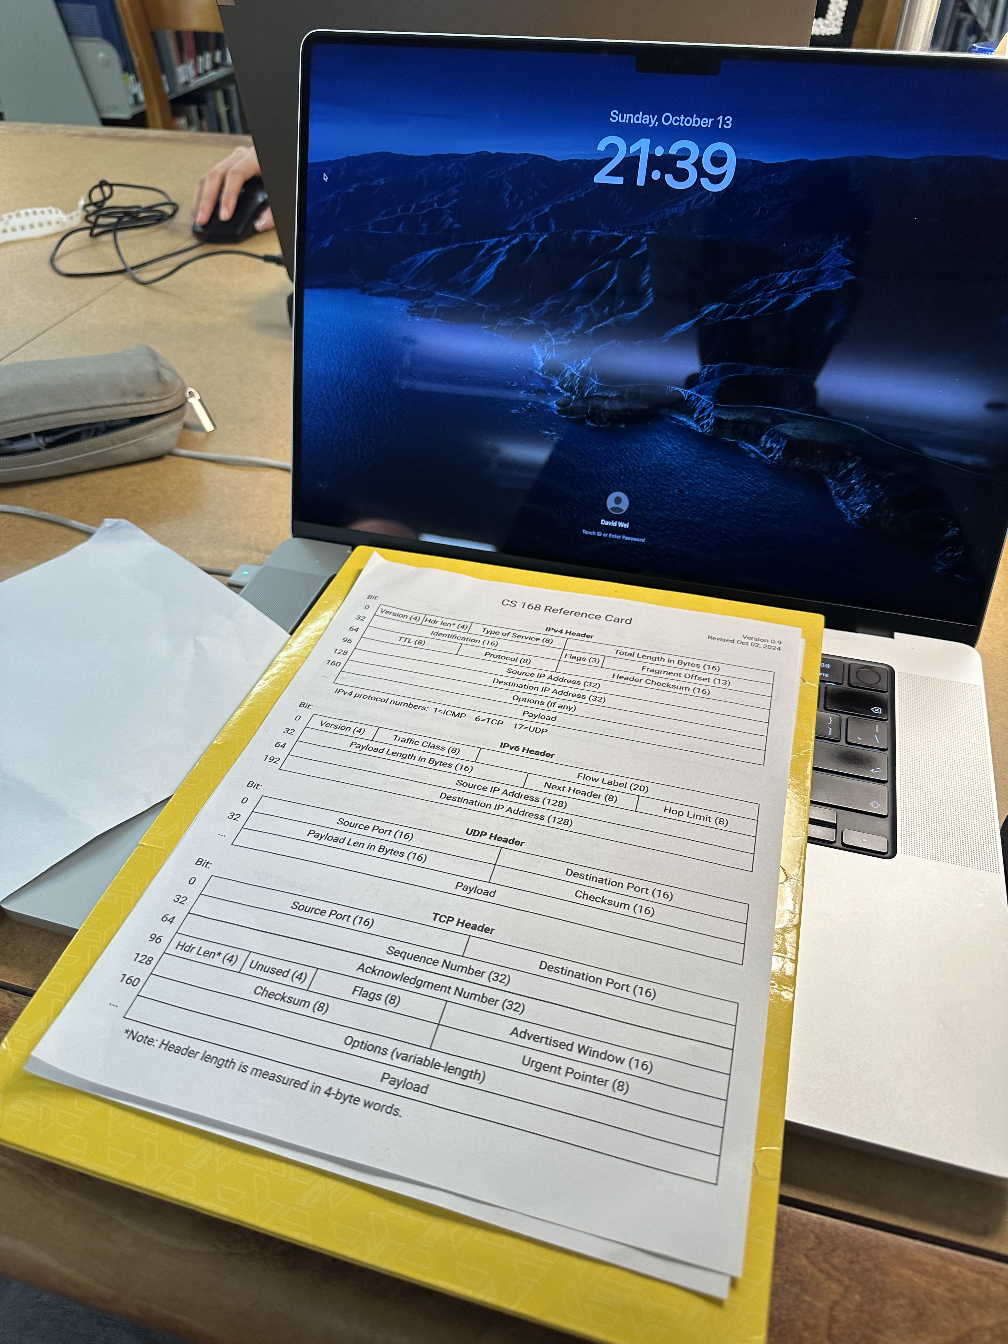 Sunday, October 13
21:39
David Wei
Touch ID or Enter Password
CS 168 Reference Card
Version 0.9
Revised Oct 02, 2024
Bit: IPv4 Header
0 Version (4) Hdr len* (4) Type of Service (8) Total Length in Bytes (16)
32 Identification (16) Flags (3) Fragment Offset (13)
64 TTL (8) Protocol (8) Header Checksum (16)
96 Source IP Address (32)
128 Destination IP Address (32)
160 Options (if any)
... Payload
IPv4 protocol numbers: 1=ICMP 6=TCP 17=UDP
Bit: IPv6 Header
0 Version (4) Traffic Class (8) Flow Label (20)
32 Payload Length in Bytes (16) Next Header (8) Hop Limit (8)
64 Source IP Address (128)
192 Destination IP Address (128)
Bit: UDP Header
0 Source Port (16) Destination Port (16)
32 Payload Len in Bytes (16) Checksum (16)
... Payload
Bit: TCP Header
0 Source Port (16) Destination Port (16)
32 Sequence Number (32)
64 Acknowledgment Number (32)
96 Hdr Len* (4) Unused (4) Flags (8) Advertised Window (16)
128 Checksum (8) Urgent Pointer (8)
160 Options (variable-length)
... Payload
*Note: Header length is measured in 4-byte words.